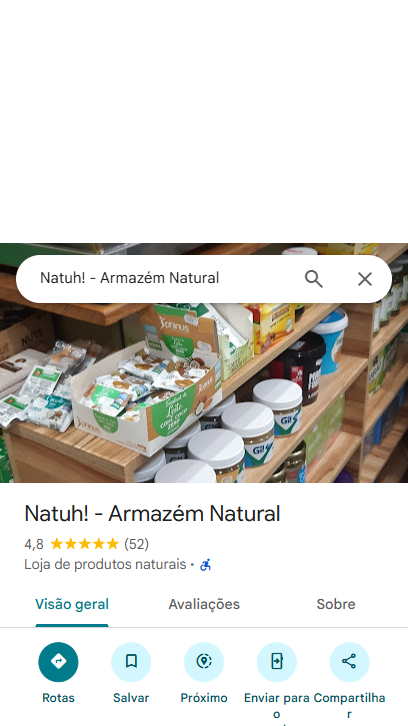 Natuh! - Armazém Natural
Natuh! - Armazém Natural
4,8 (52)
Loja de produtos naturais ·
Visão geral
Avaliações
Sobre
Rotas
Salvar
Próximo
Enviar para o
Compartilha
r